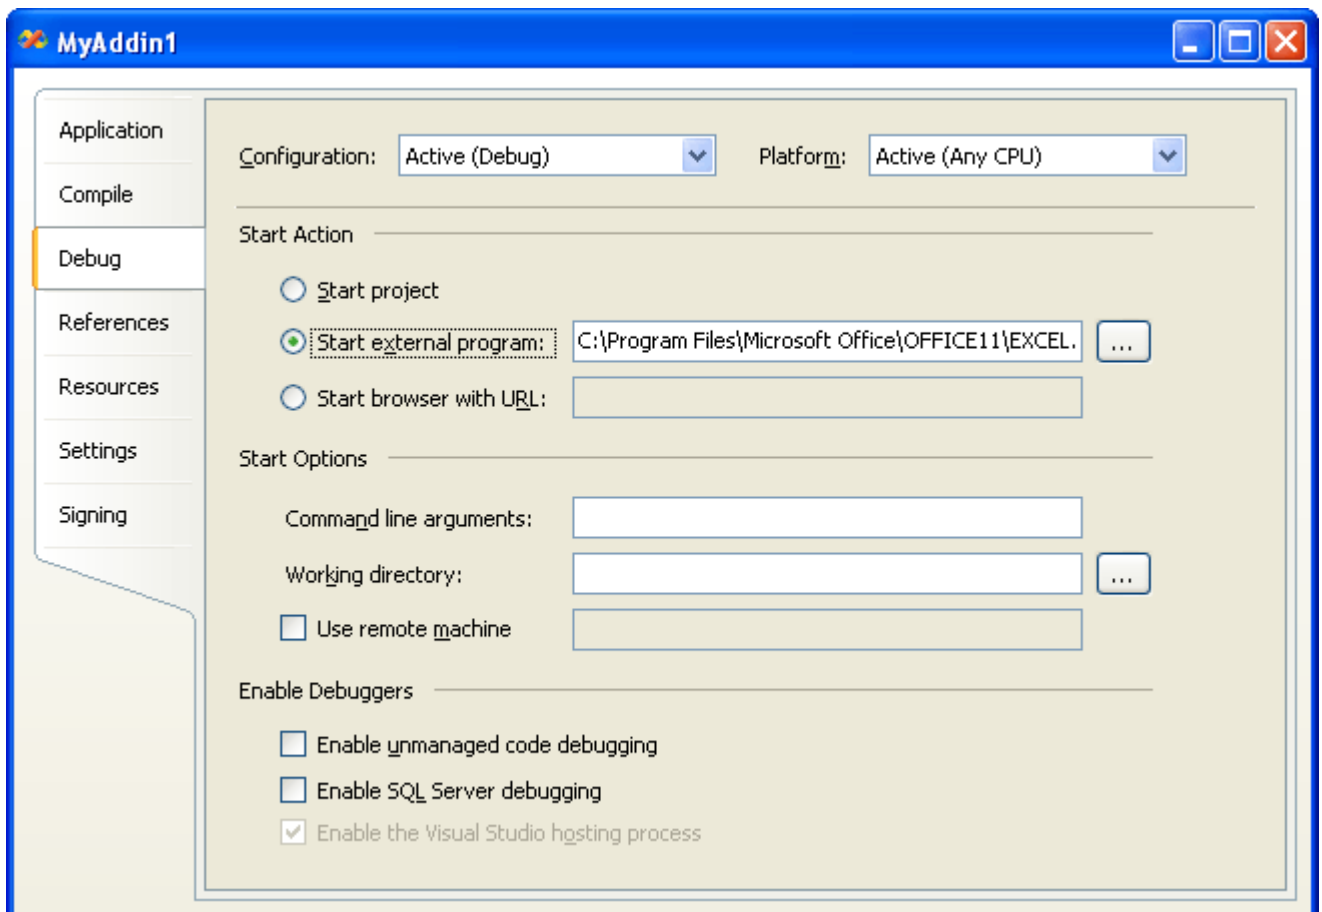 MyAddin1
Application
Compile
Debug
References
Resources
Settings
Signing
Configuration: Active (Debug) Platform: Active (Any CPU)
Start Action
Start project
Start external program: C:\Program Files\Microsoft Office\OFFICE11\EXCEL. ...
Start browser with URL:
Start Options
Command line arguments:
Working directory: ...
Use remote machine
Enable Debuggers
Enable unmanaged code debugging
Enable SQL Server debugging
Enable the Visual Studio hosting process